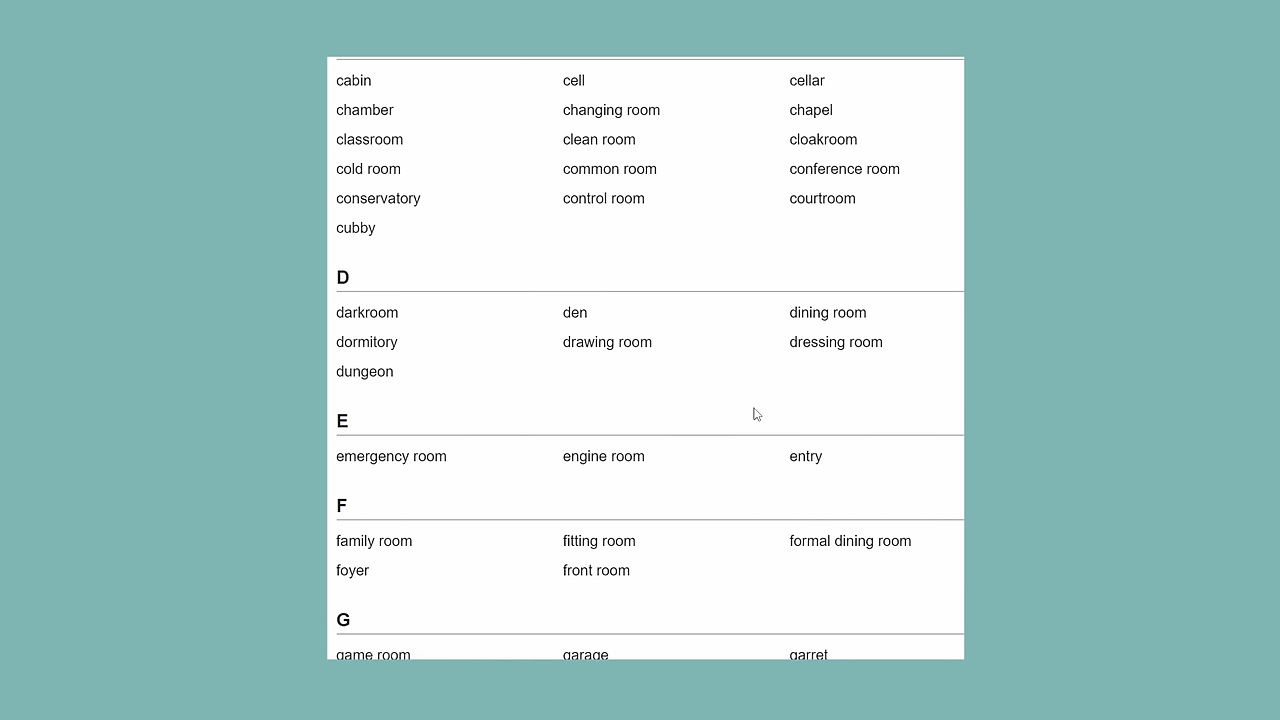 cabin cell cellar
chamber changing room chapel
classroom clean room cloakroom
cold room common room conference room
conservatory control room courtroom
cubby
D
darkroom den dining room
dormitory drawing room dressing room
dungeon
E
emergency room engine room entry
F
family room fitting room formal dining room
foyer front room
G
game room garage garret